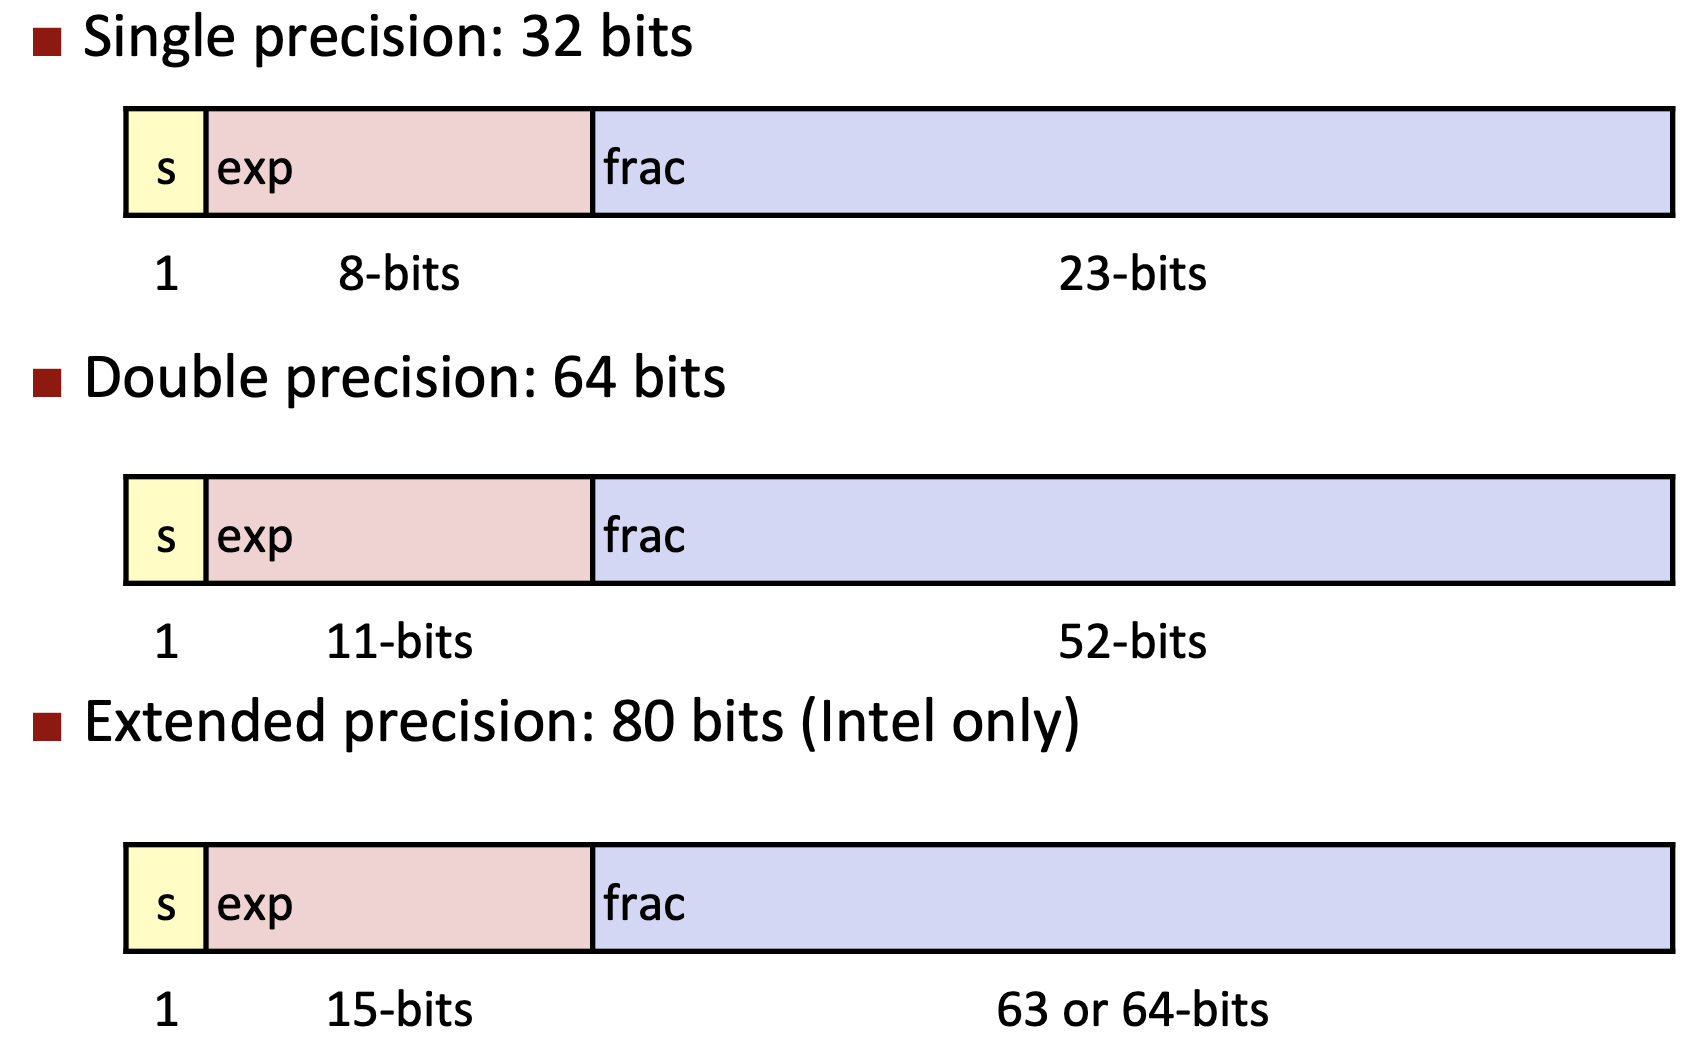 Single precision: 32 bits
s exp frac
1 8-bits 23-bits
Double precision: 64 bits
s exp frac
1 11-bits 52-bits
Extended precision: 80 bits (Intel only)
s exp frac
1 15-bits 63 or 64-bits